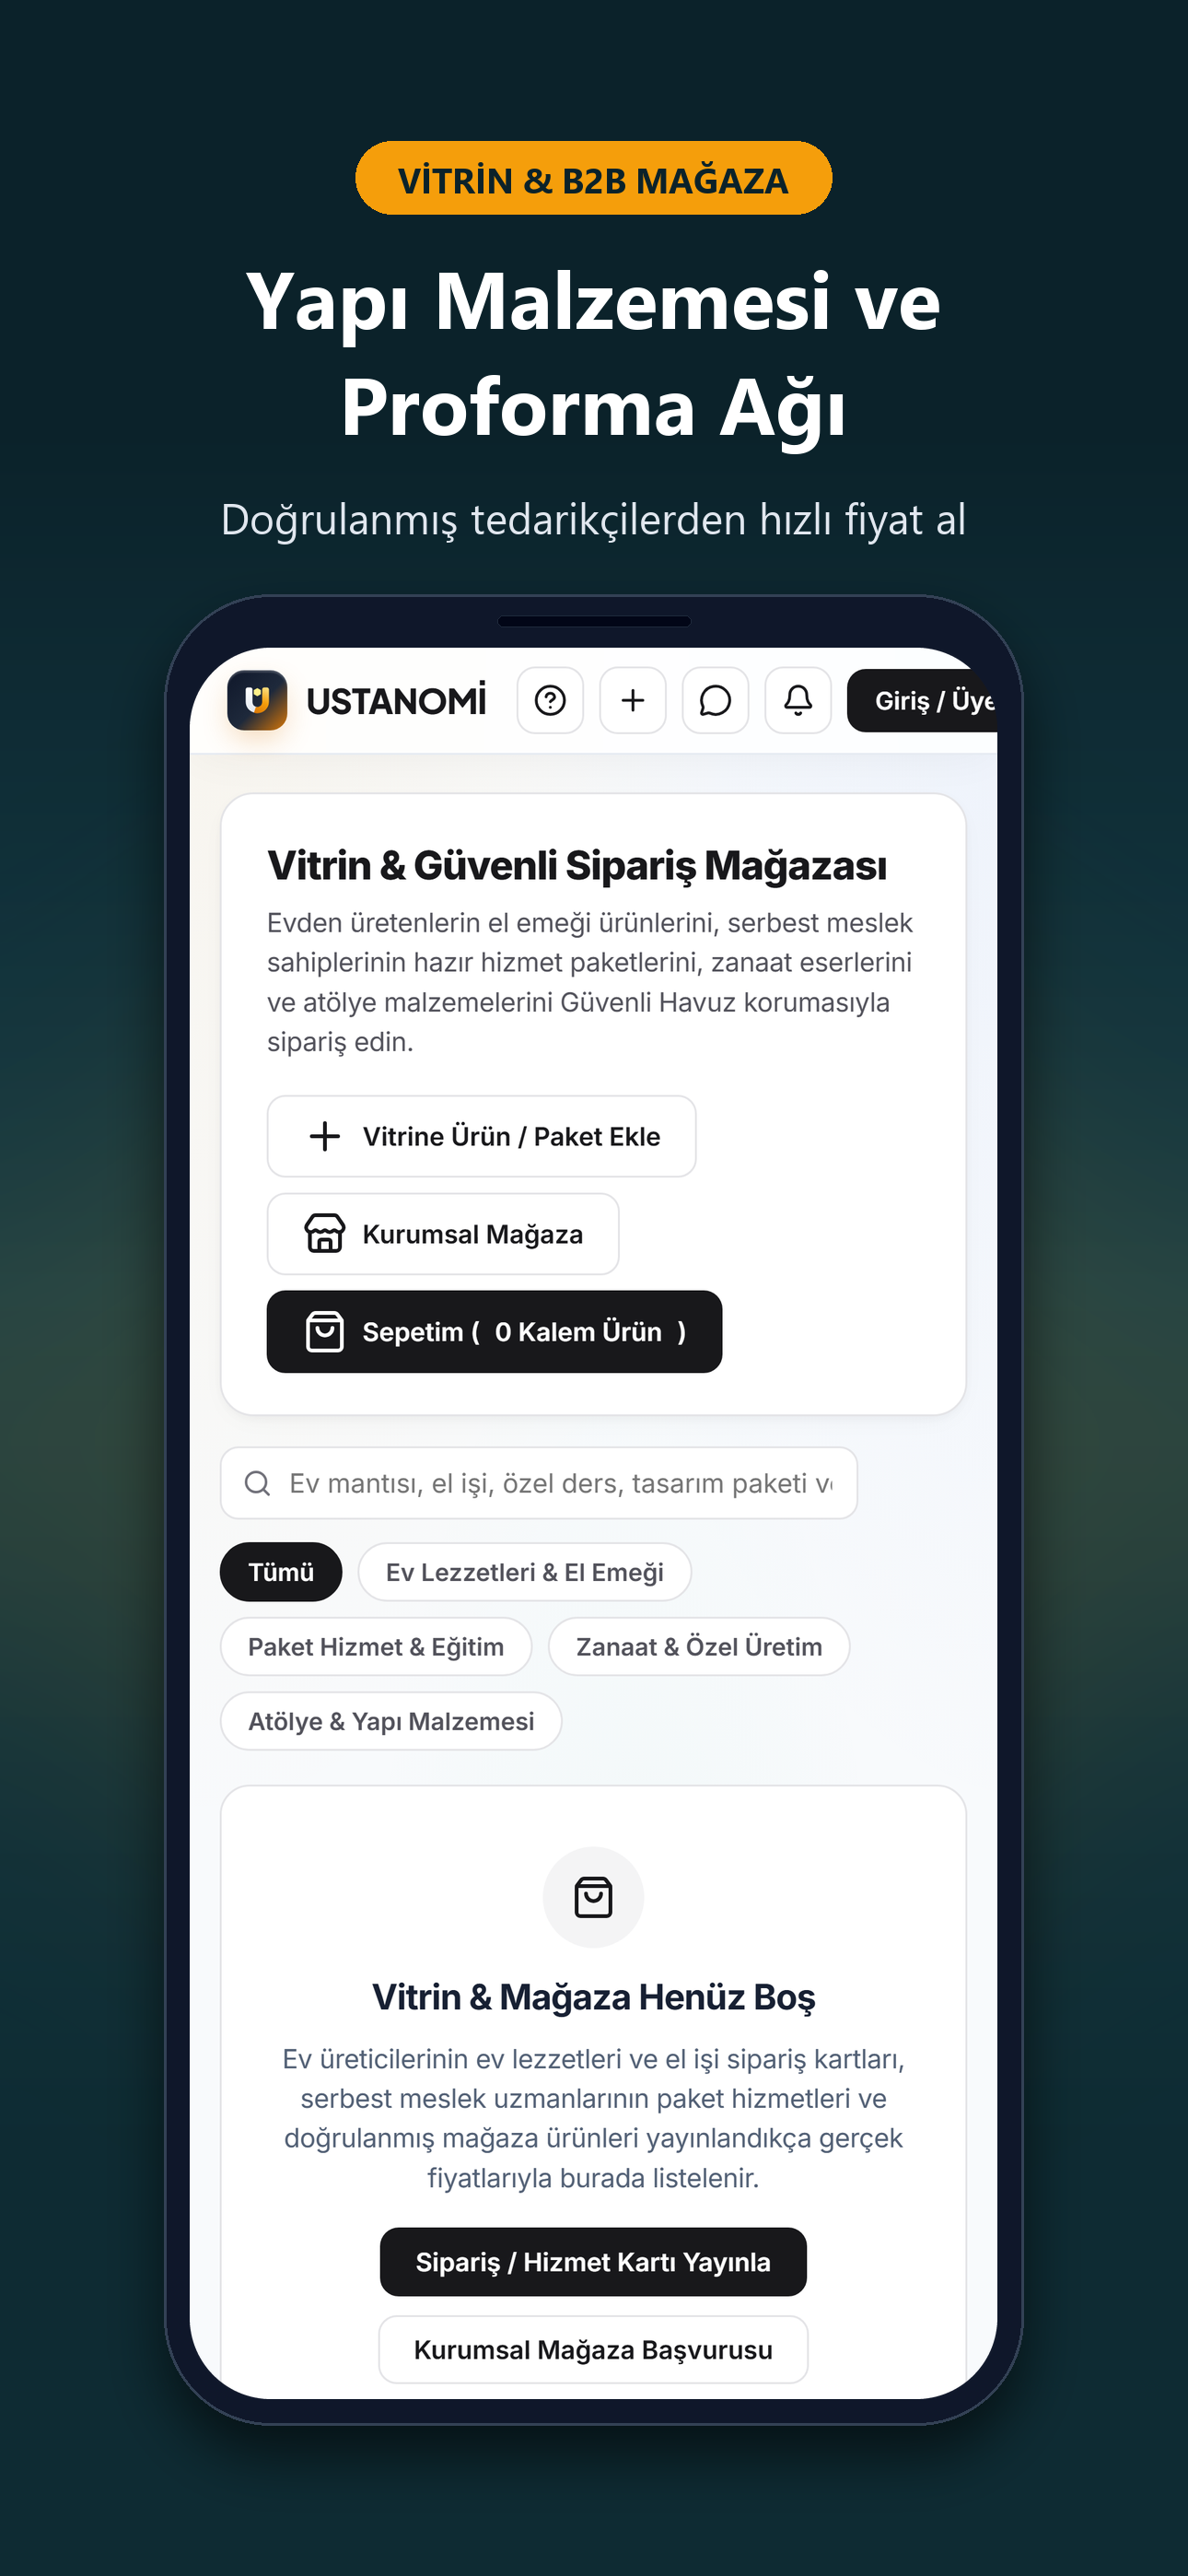 VİTRİN & B2B MAĞAZA
Yapı Malzemesi ve
Proforma Ağı
Doğrulanmış tedarikçilerden hızlı fiyat al
USTANOMİ
Giriş / Üye
Vitrin & Güvenli Sipariş Mağazası
Evden üretenlerin el emeği ürünlerini, serbest meslek
sahiplerinin hazır hizmet paketlerini, zanaat eserlerini
ve atölye malzemelerini Güvenli Havuz korumasıyla
sipariş edin.
Vitrine Ürün / Paket Ekle
Kurumsal Mağaza
Sepetim ( 0 Kalem Ürün )
Ev mantısı, el işi, özel ders, tasarım paketi
Tümü
Ev Lezzetleri & El Emeği
Paket Hizmet & Eğitim
Zanaat & Özel Üretim
Atölye & Yapı Malzemesi
Vitrin & Mağaza Henüz Boş
Ev üreticilerinin ev lezzetleri ve el işi sipariş kartları,
serbest meslek uzmanlarının paket hizmetleri ve
doğrulanmış mağaza ürünleri yayınlandıkça gerçek
fiyatlarıyla burada listelenir.
Sipariş / Hizmet Kartı Yayınla
Kurumsal Mağaza Başvurusu